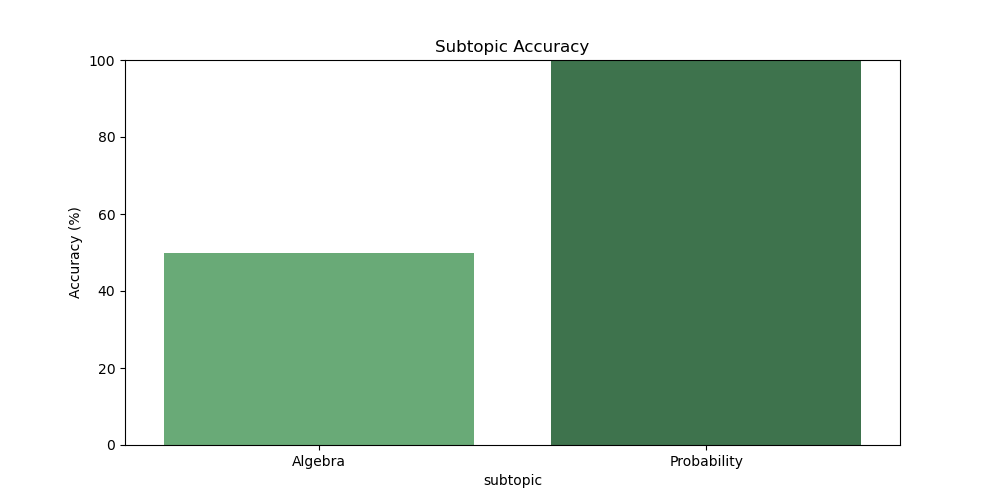 Subtopic Accuracy
Accuracy (%)
100
80
60
40
20
0
Algebra
Probability
subtopic